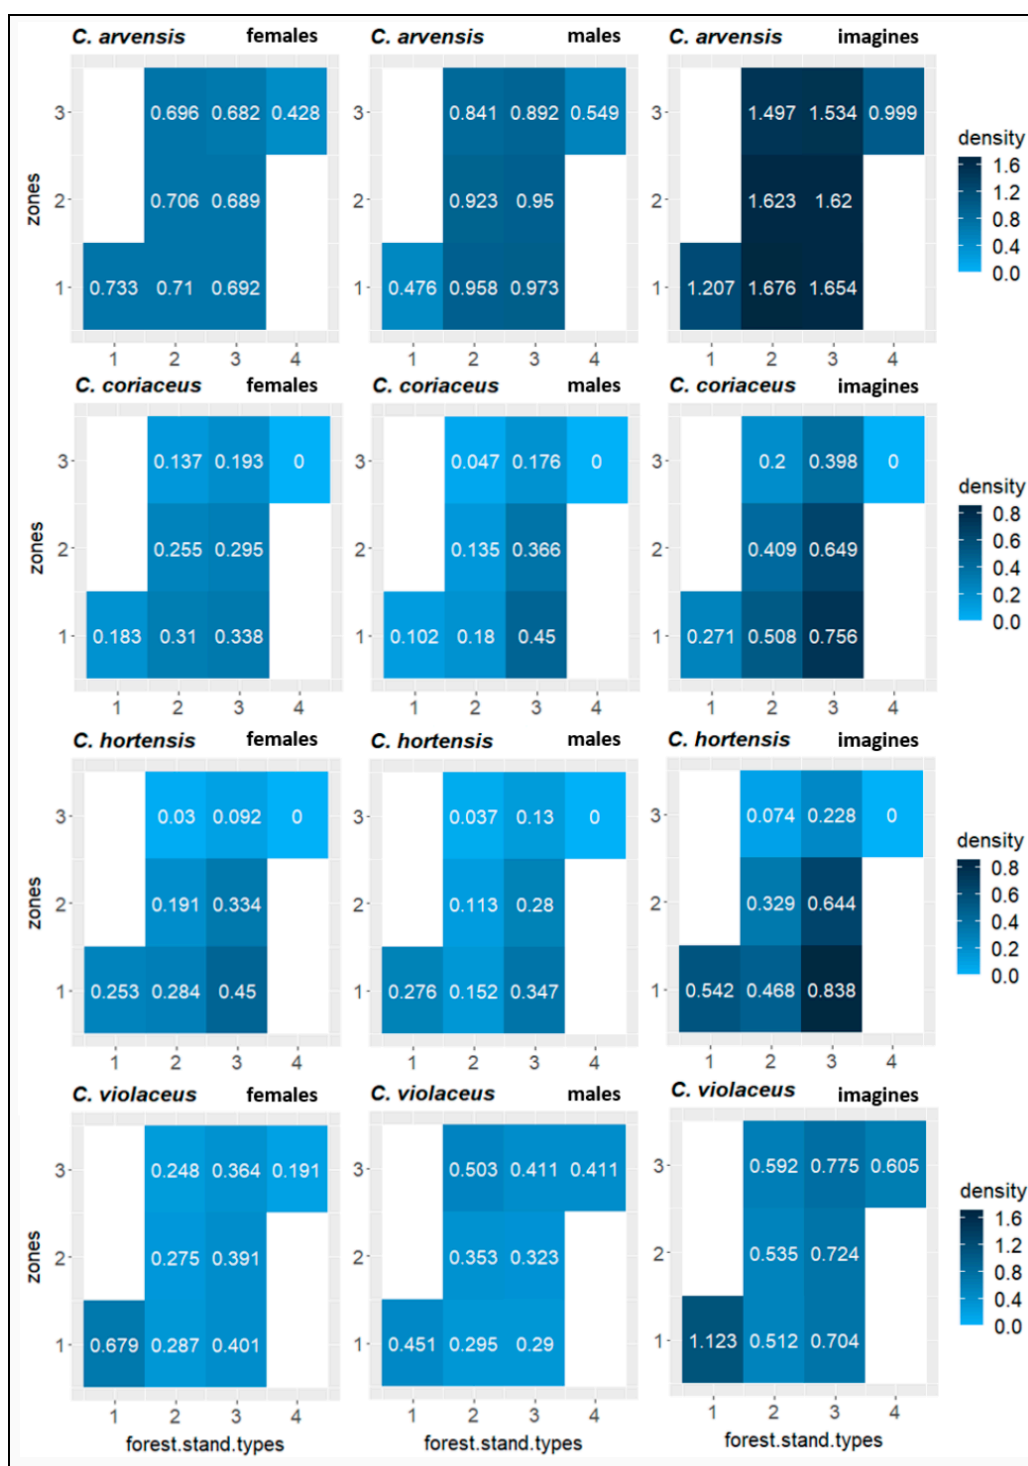 C. arvensis females C. arvensis males C. arvensis imagines
3 0.696 0.682 0.428 3 0.841 0.892 0.549 3 1.497 1.534 0.999
density
1.6
1.2
0.8
0.4
0.0
zones
2 0.706 0.689 2 0.923 0.95 2 1.623 1.62
1 0.733 0.71 0.692 1 0.476 0.958 0.973 1 1.207 1.676 1.654
1 2 3 4 1 2 3 4 1 2 3 4
C. coriaceus females C. coriaceus males C. coriaceus imagines
3 0.137 0.193 0 3 0.047 0.176 0 3 0.2 0.398 0
density
0.8
0.6
0.4
0.2
0.0
zones
2 0.255 0.295 2 0.135 0.366 2 0.409 0.649
1 0.183 0.31 0.338 1 0.102 0.18 0.45 1 0.271 0.508 0.756
1 2 3 4 1 2 3 4 1 2 3 4
C. hortensis females C. hortensis males C. hortensis imagines
3 0.03 0.092 0 3 0.037 0.13 0 3 0.074 0.228 0
density
0.8
0.6
0.4
0.2
0.0
zones
2 0.191 0.334 2 0.113 0.28 2 0.329 0.644
1 0.253 0.284 0.45 1 0.276 0.152 0.347 1 0.542 0.468 0.838
1 2 3 4 1 2 3 4 1 2 3 4
C. violaceus females C. violaceus males C. violaceus imagines
3 0.248 0.364 0.191 3 0.503 0.411 0.411 3 0.592 0.775 0.605
density
1.6
1.2
0.8
0.4
0.0
zones
2 0.275 0.391 2 0.353 0.323 2 0.535 0.724
1 0.679 0.287 0.401 1 0.451 0.295 0.29 1 1.123 0.512 0.704
1 2 3 4 1 2 3 4 1 2 3 4
forest.stand.types forest.stand.types